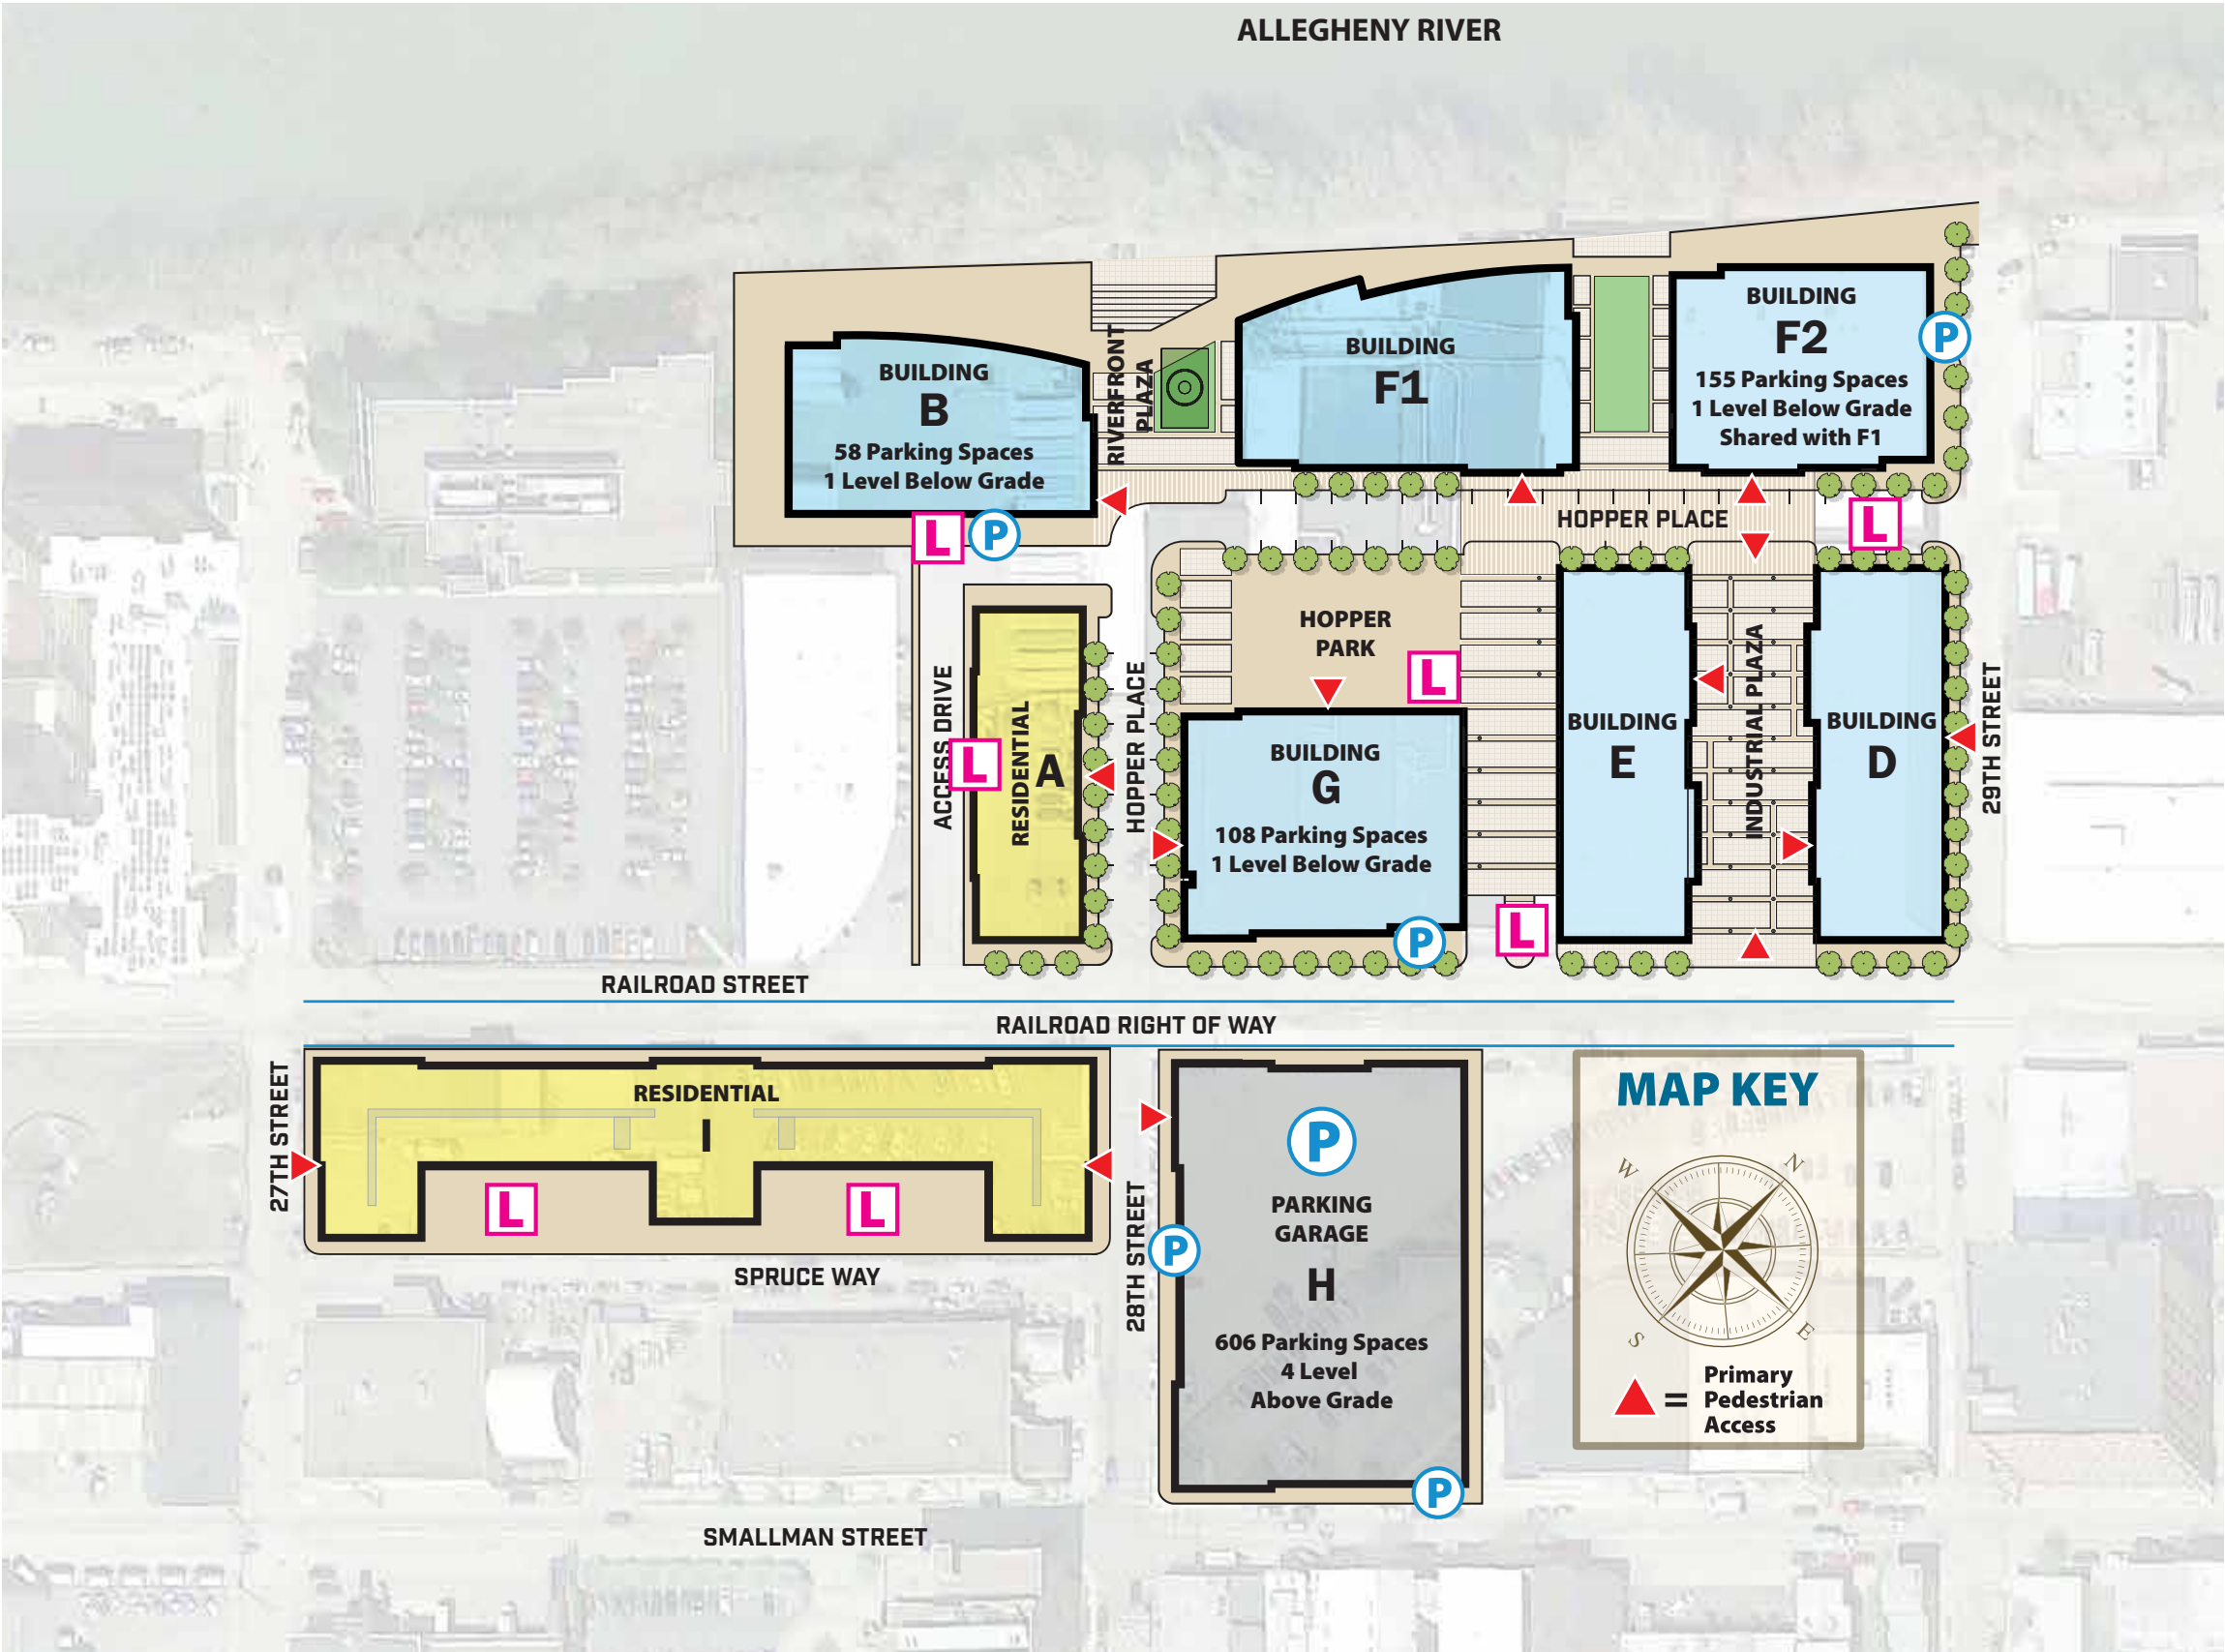 ALLEGHENY RIVER
BUILDING
B
58 Parking Spaces
1 Level Below Grade
RIVERFRONT
PLAZA
BUILDING
F1
BUILDING
F2
155 Parking Spaces
1 Level Below Grade
Shared with F1
P
L
P
HOPPER PLACE
L
ACCESS DRIVE
L
RESIDENTIAL
A
HOPPER PLACE
HOPPER
PARK
L
BUILDING
G
108 Parking Spaces
1 Level Below Grade
P
L
BUILDING
E
INDUSTRIAL PLAZA
BUILDING
D
29TH STREET
RAILROAD STREET
RAILROAD RIGHT OF WAY
27TH STREET
RESIDENTIAL
I
L
L
SPRUCE WAY
28TH STREET
P
P
PARKING
GARAGE
H
606 Parking Spaces
4 Level
Above Grade
P
SMALLMAN STREET
MAP KEY
W
N
S
E
= Primary
Pedestrian
Access